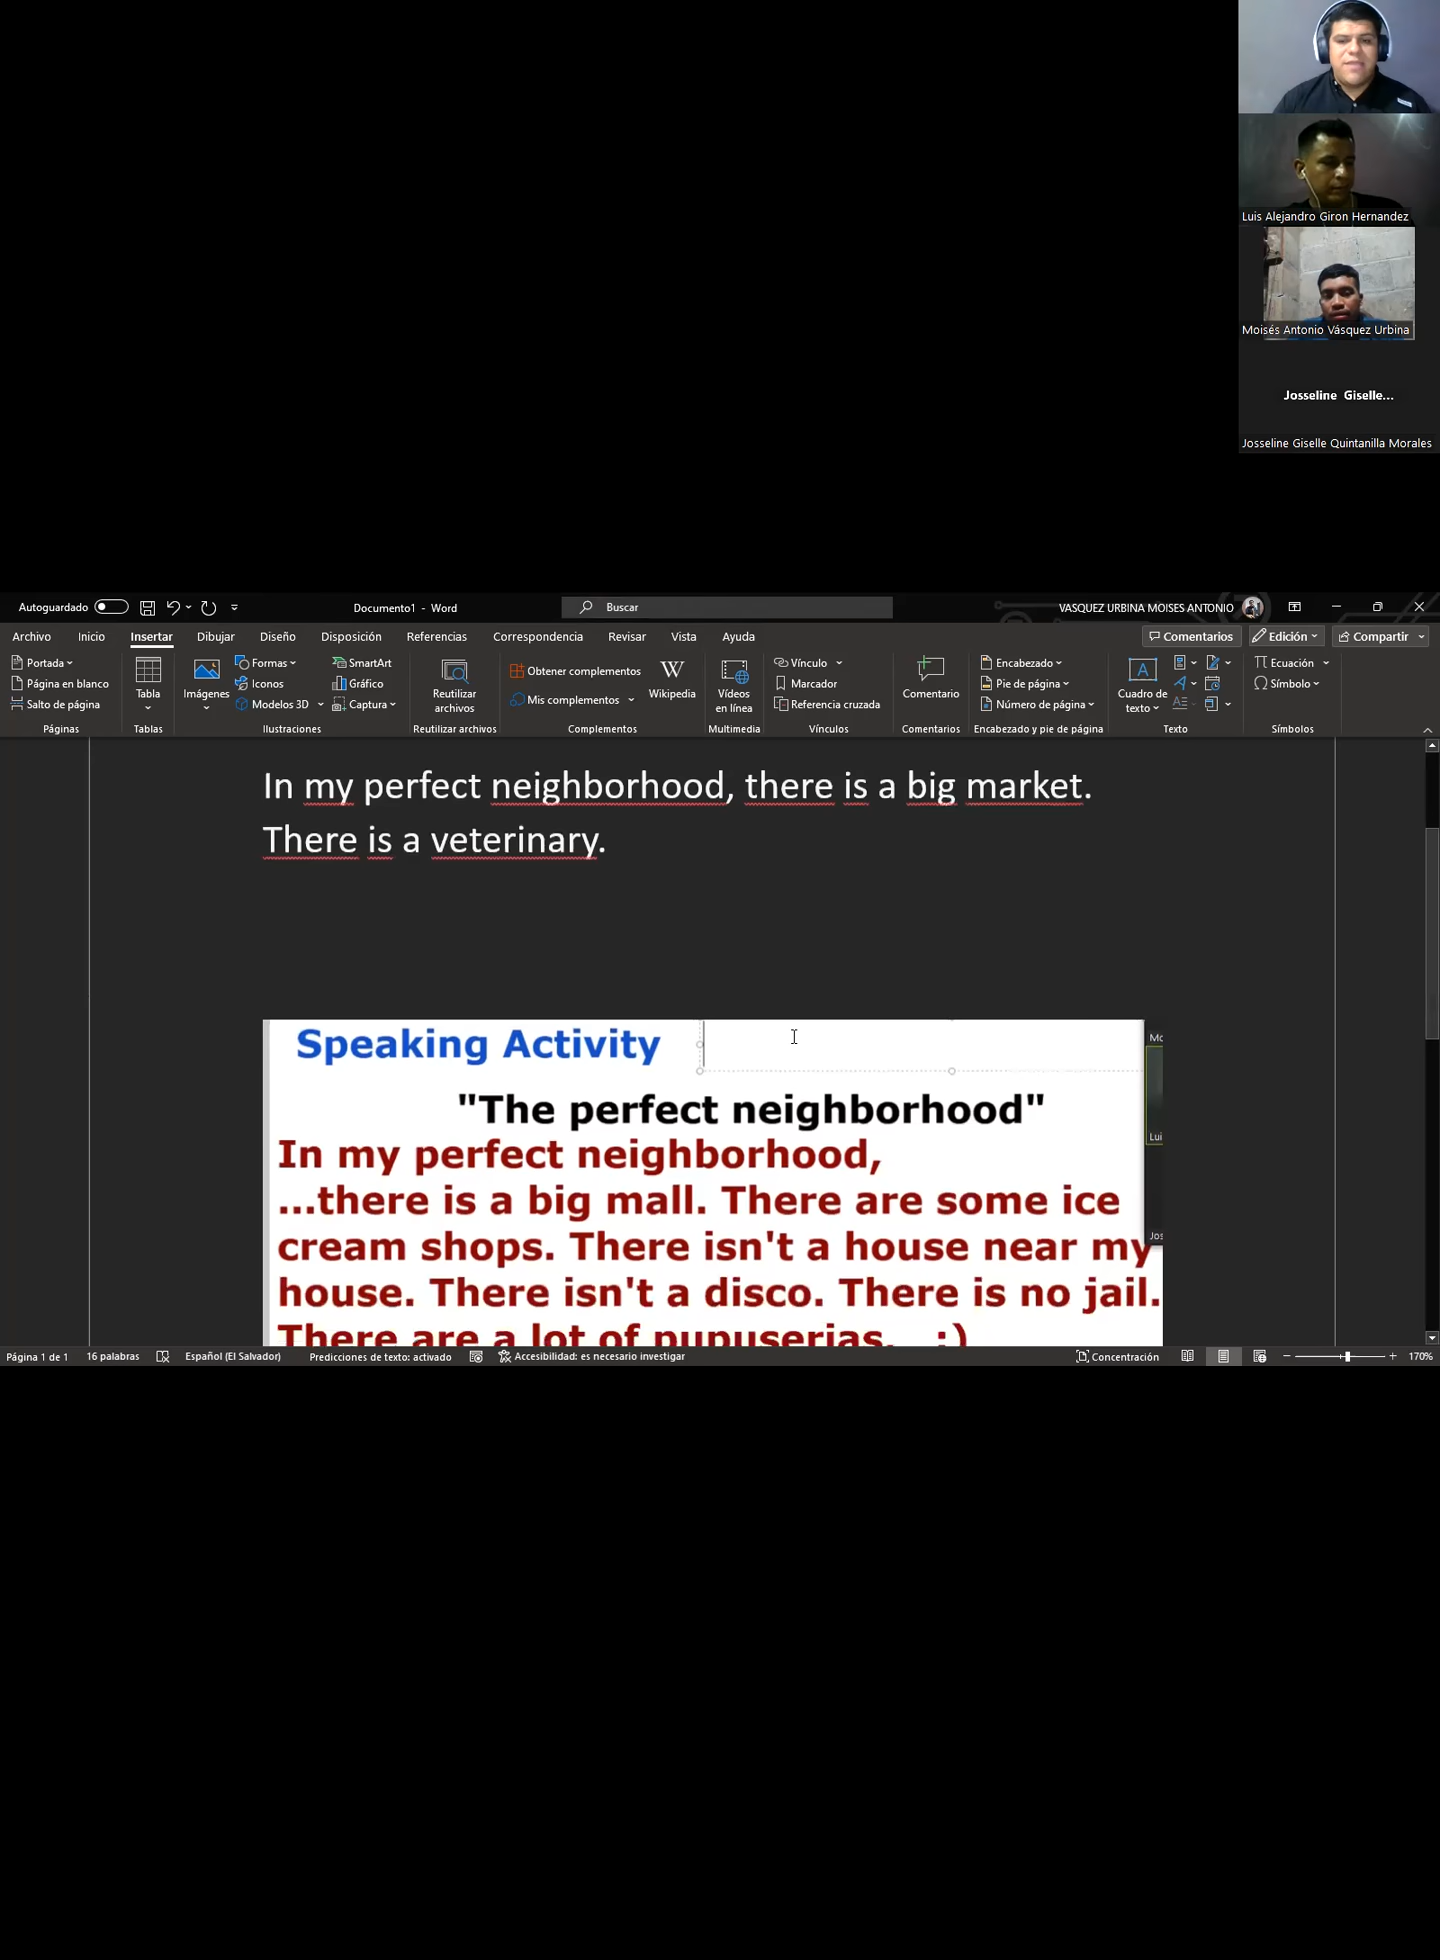 Luis Alejandro Giron Hernandez
Moisés Antonio Vásquez Urbina
Josseline Giselle...
Josseline Giselle Quintanilla Morales
Autoguardado
Documento1 - Word
Buscar
VASQUEZ URBINA MOISES ANTONIO
Archivo Inicio Insertar Dibujar Diseño Disposición Referencias Correspondencia Revisar Vista Ayuda
Comentarios Edición Compartir
Portada
Página en blanco
Salto de página
Páginas
Tabla
Tablas
Imágenes
Formas
Iconos
Modelos 3D
SmartArt
Gráfico
Captura
Ilustraciones
Reutilizar
archivos
Reutilizar archivos
Obtener complementos
Mis complementos
Wikipedia
Complementos
Vídeos
en línea
Multimedia
Vínculo
Marcador
Referencia cruzada
Vínculos
Comentario
Comentarios
Encabezado
Pie de página
Número de página
Encabezado y pie de página
Cuadro de
texto
Texto
Ecuación
Símbolo
Símbolos
In my perfect neighborhood, there is a big market.
There is a veterinary.
Speaking Activity
"The perfect neighborhood"
In my perfect neighborhood,
...there is a big mall. There are some ice
cream shops. There isn't a house near my
house. There isn't a disco. There is no jail.
There are a lot of pupuserias. :)
Mo
Lui
Jos
Página 1 de 1 16 palabras Español (El Salvador) Predicciones de texto: activado Accesibilidad: es necesario investigar Concentración 170%